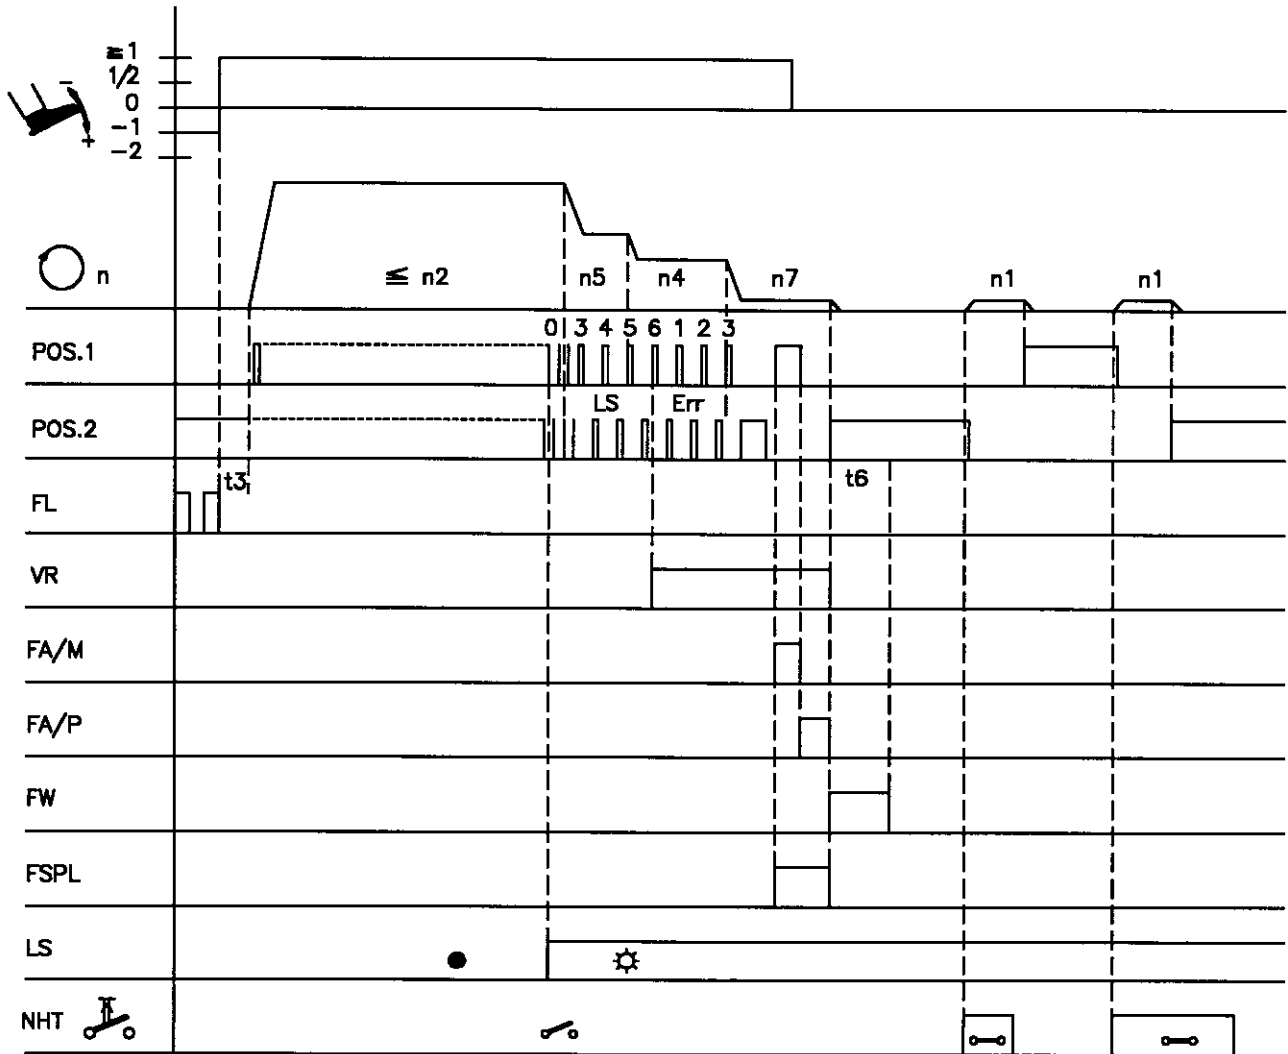 ≧1
1/2
0
-1
-2
−
+
n
≦ n2
n5
n4
n7
n1
n1
0 3 4 5 6 1 2 3
POS.1
LS Err
POS.2
t3
t6
FL
VR
FA/M
FA/P
FW
FSPL
LS
NHT